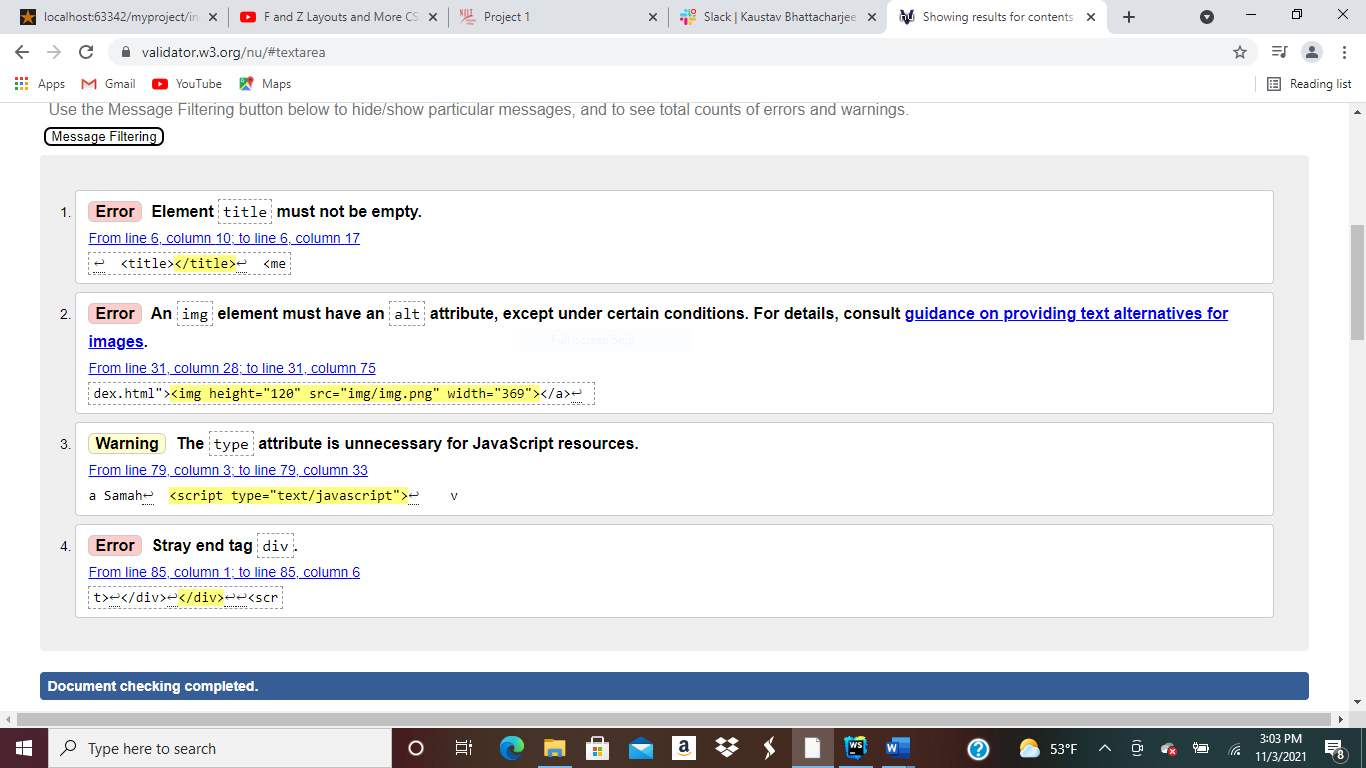 localhost:63342/myproject/in
F and Z Layouts and More CS
Project 1
Slack | Kaustav Bhattacharjee
Showing results for contents
validator.w3.org/nu/#textarea
Apps Gmail YouTube Maps Reading list
Use the Message Filtering button below to hide/show particular messages, and to see total counts of errors and warnings.
Message Filtering
1. Error Element title must not be empty.
From line 6, column 10; to line 6, column 17
↩ <title></title>↩ <me
2. Error An img element must have an alt attribute, except under certain conditions. For details, consult guidance on providing text alternatives for
images.
From line 31, column 28; to line 31, column 75
dex.html"><img height="120" src="img/img.png" width="369"></a>↩
3. Warning The type attribute is unnecessary for JavaScript resources.
From line 79, column 3; to line 79, column 33
a Samah↩ <script type="text/javascript">↩ v
4. Error Stray end tag div.
From line 85, column 1; to line 85, column 6
t>↩</div>↩</div>↩↩<scr
Document checking completed.
Type here to search
53°F
3:03 PM
11/3/2021
8